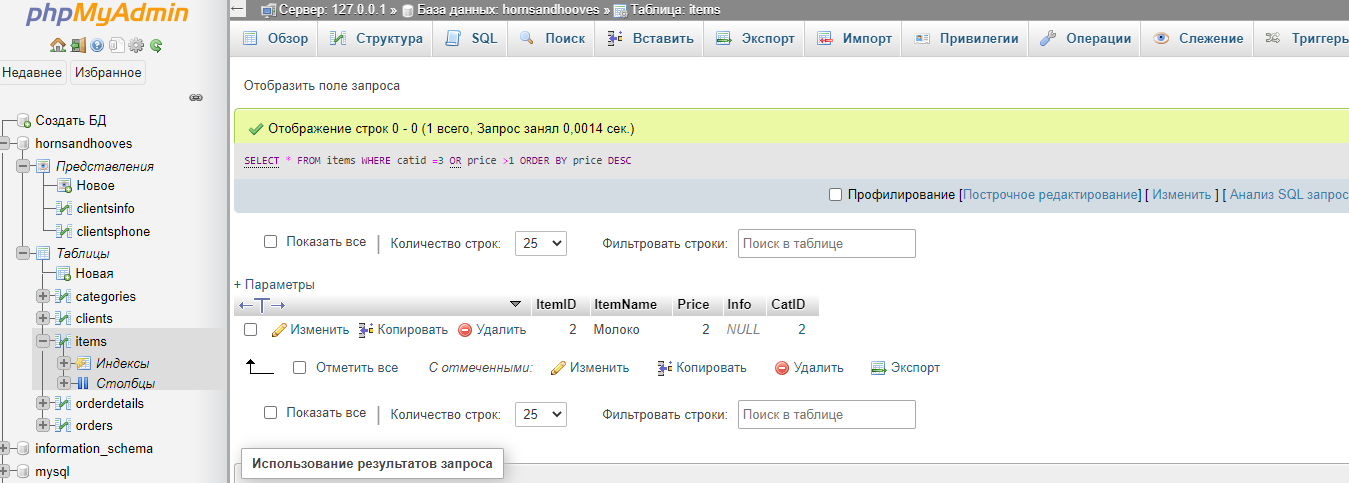 phpMyAdmin
Недавнее Избранное
Создать БД
hornsandhooves
Представления
Новое
clientsinfo
clientsphone
Таблицы
Новая
categories
clients
items
Индексы
Столбцы
orderdetails
orders
information_schema
mysql
Сервер: 127.0.0.1 » База данных: hornsandhooves » Таблица: items
Обзор Структура SQL Поиск Вставить Экспорт Импорт Привилегии Операции Слежение Триггеры
Отобразить поле запроса
Отображение строк 0 - 0 (1 всего, Запрос занял 0,0014 сек.)
SELECT * FROM items WHERE catid =3 OR price >1 ORDER BY price DESC
Профилирование [Построчное редактирование] [ Изменить ] [ Анализ SQL запрос
Показать все Количество строк: 25 Фильтровать строки: Поиск в таблице
+ Параметры
←T→ ItemID ItemName Price Info CatID
Изменить Копировать Удалить 2 Молоко 2 NULL 2
Отметить все С отмеченными: Изменить Копировать Удалить Экспорт
Показать все Количество строк: 25 Фильтровать строки: Поиск в таблице
Использование результатов запроса